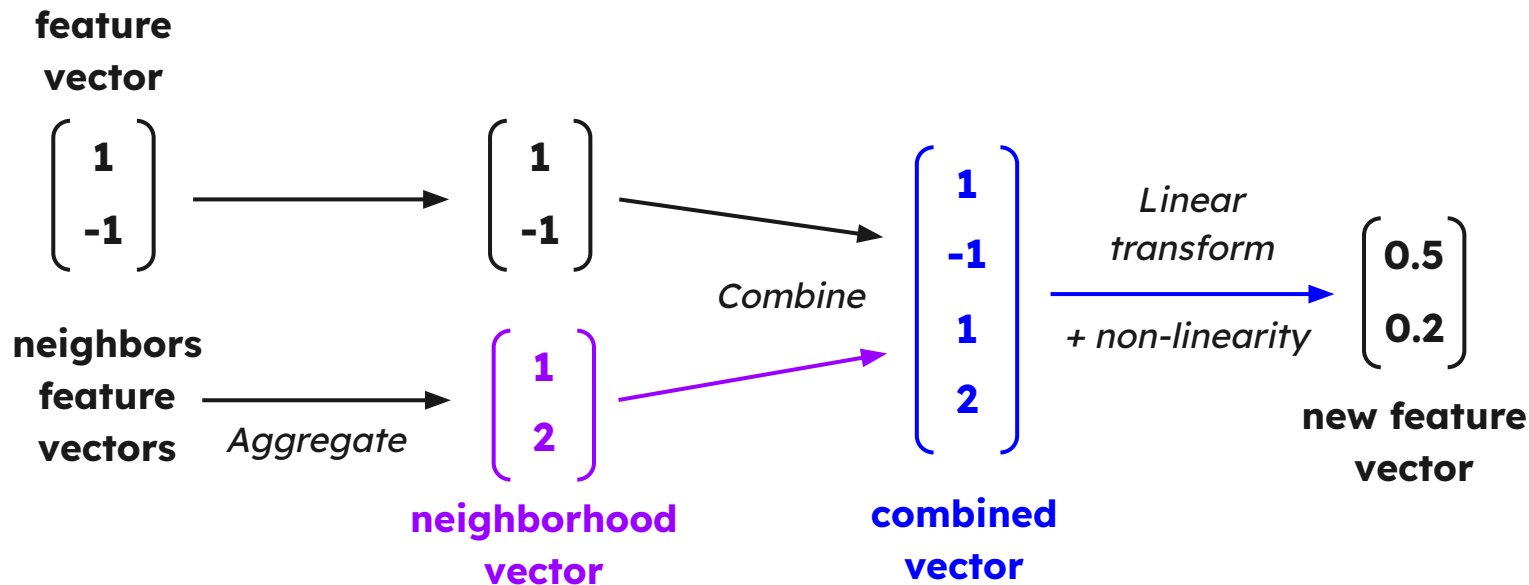 feature
vector
1
-1
1
-1
neighbors
feature
vectors
Aggregate
1
2
neighborhood
vector
Combine
1
-1
1
2
combined
vector
Linear
transform
+ non-linearity
0.5
0.2
new feature
vector